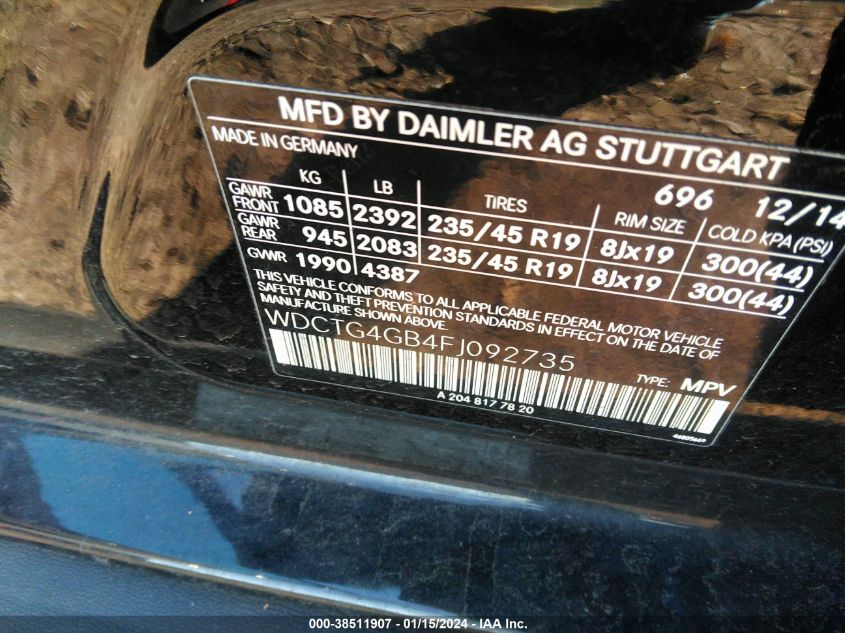 MFD BY DAIMLER AG STUTTGART
MADE IN GERMANY 696 12/14
KG LB TIRES RIM SIZE COLD KPA (PSI)
GAWR FRONT 1085 2392 235/45 R19 8Jx19 300(44)
GAWR REAR 945 2083 235/45 R19 8Jx19 300(44)
GVWR 1990 4387
THIS VEHICLE CONFORMS TO ALL APPLICABLE FEDERAL MOTOR VEHICLE
SAFETY AND THEFT PREVENTION STANDARDS IN EFFECT ON THE DATE OF
MANUFACTURE SHOWN ABOVE.
WDCTG4GB4FJ092735
TYPE: MPV
A 204 817 78 20
46805669
000-38511907 - 01/15/2024 - IAA Inc.